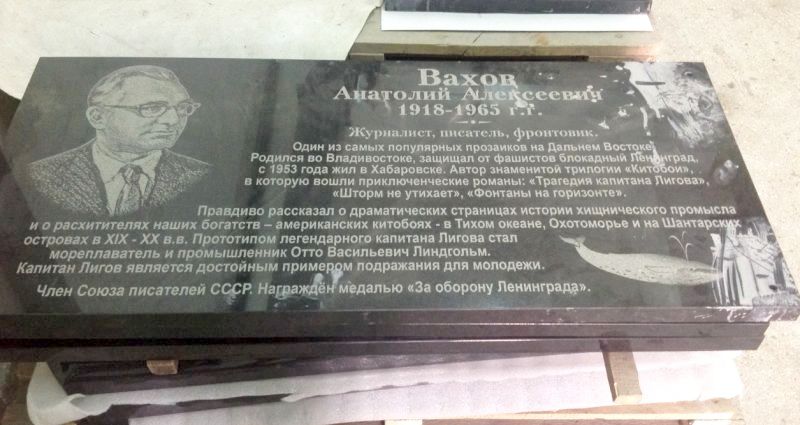 Вахов
Анатолий Алексеевич
1918-1965 г.г.
Журналист, писатель, фронтовик.
Один из самых популярных прозаиков на Дальнем Востоке.
Родился во Владивостоке, защищал от фашистов блокадный Ленинград,
с 1953 года жил в Хабаровске. Автор знаменитой трилогии «Китобои»,
в которую вошли приключенческие романы: «Трагедия капитана Лигова»,
«Шторм не утихает», «Фонтаны на горизонте».
Правдиво рассказал о драматических страницах истории хищнического промысла
и о расхитителях наших богатств – американских китобоях - в Тихом океане, Охотоморье и на Шантарских
островах в XIX - XX в.в. Прототипом легендарного капитана Лигова стал
мореплаватель и промышленник Отто Васильевич Линдгольм.
Капитан Лигов является достойным примером подражания для молодежи.
Член Союза писателей СССР. Награждён медалью «За оборону Ленинграда».